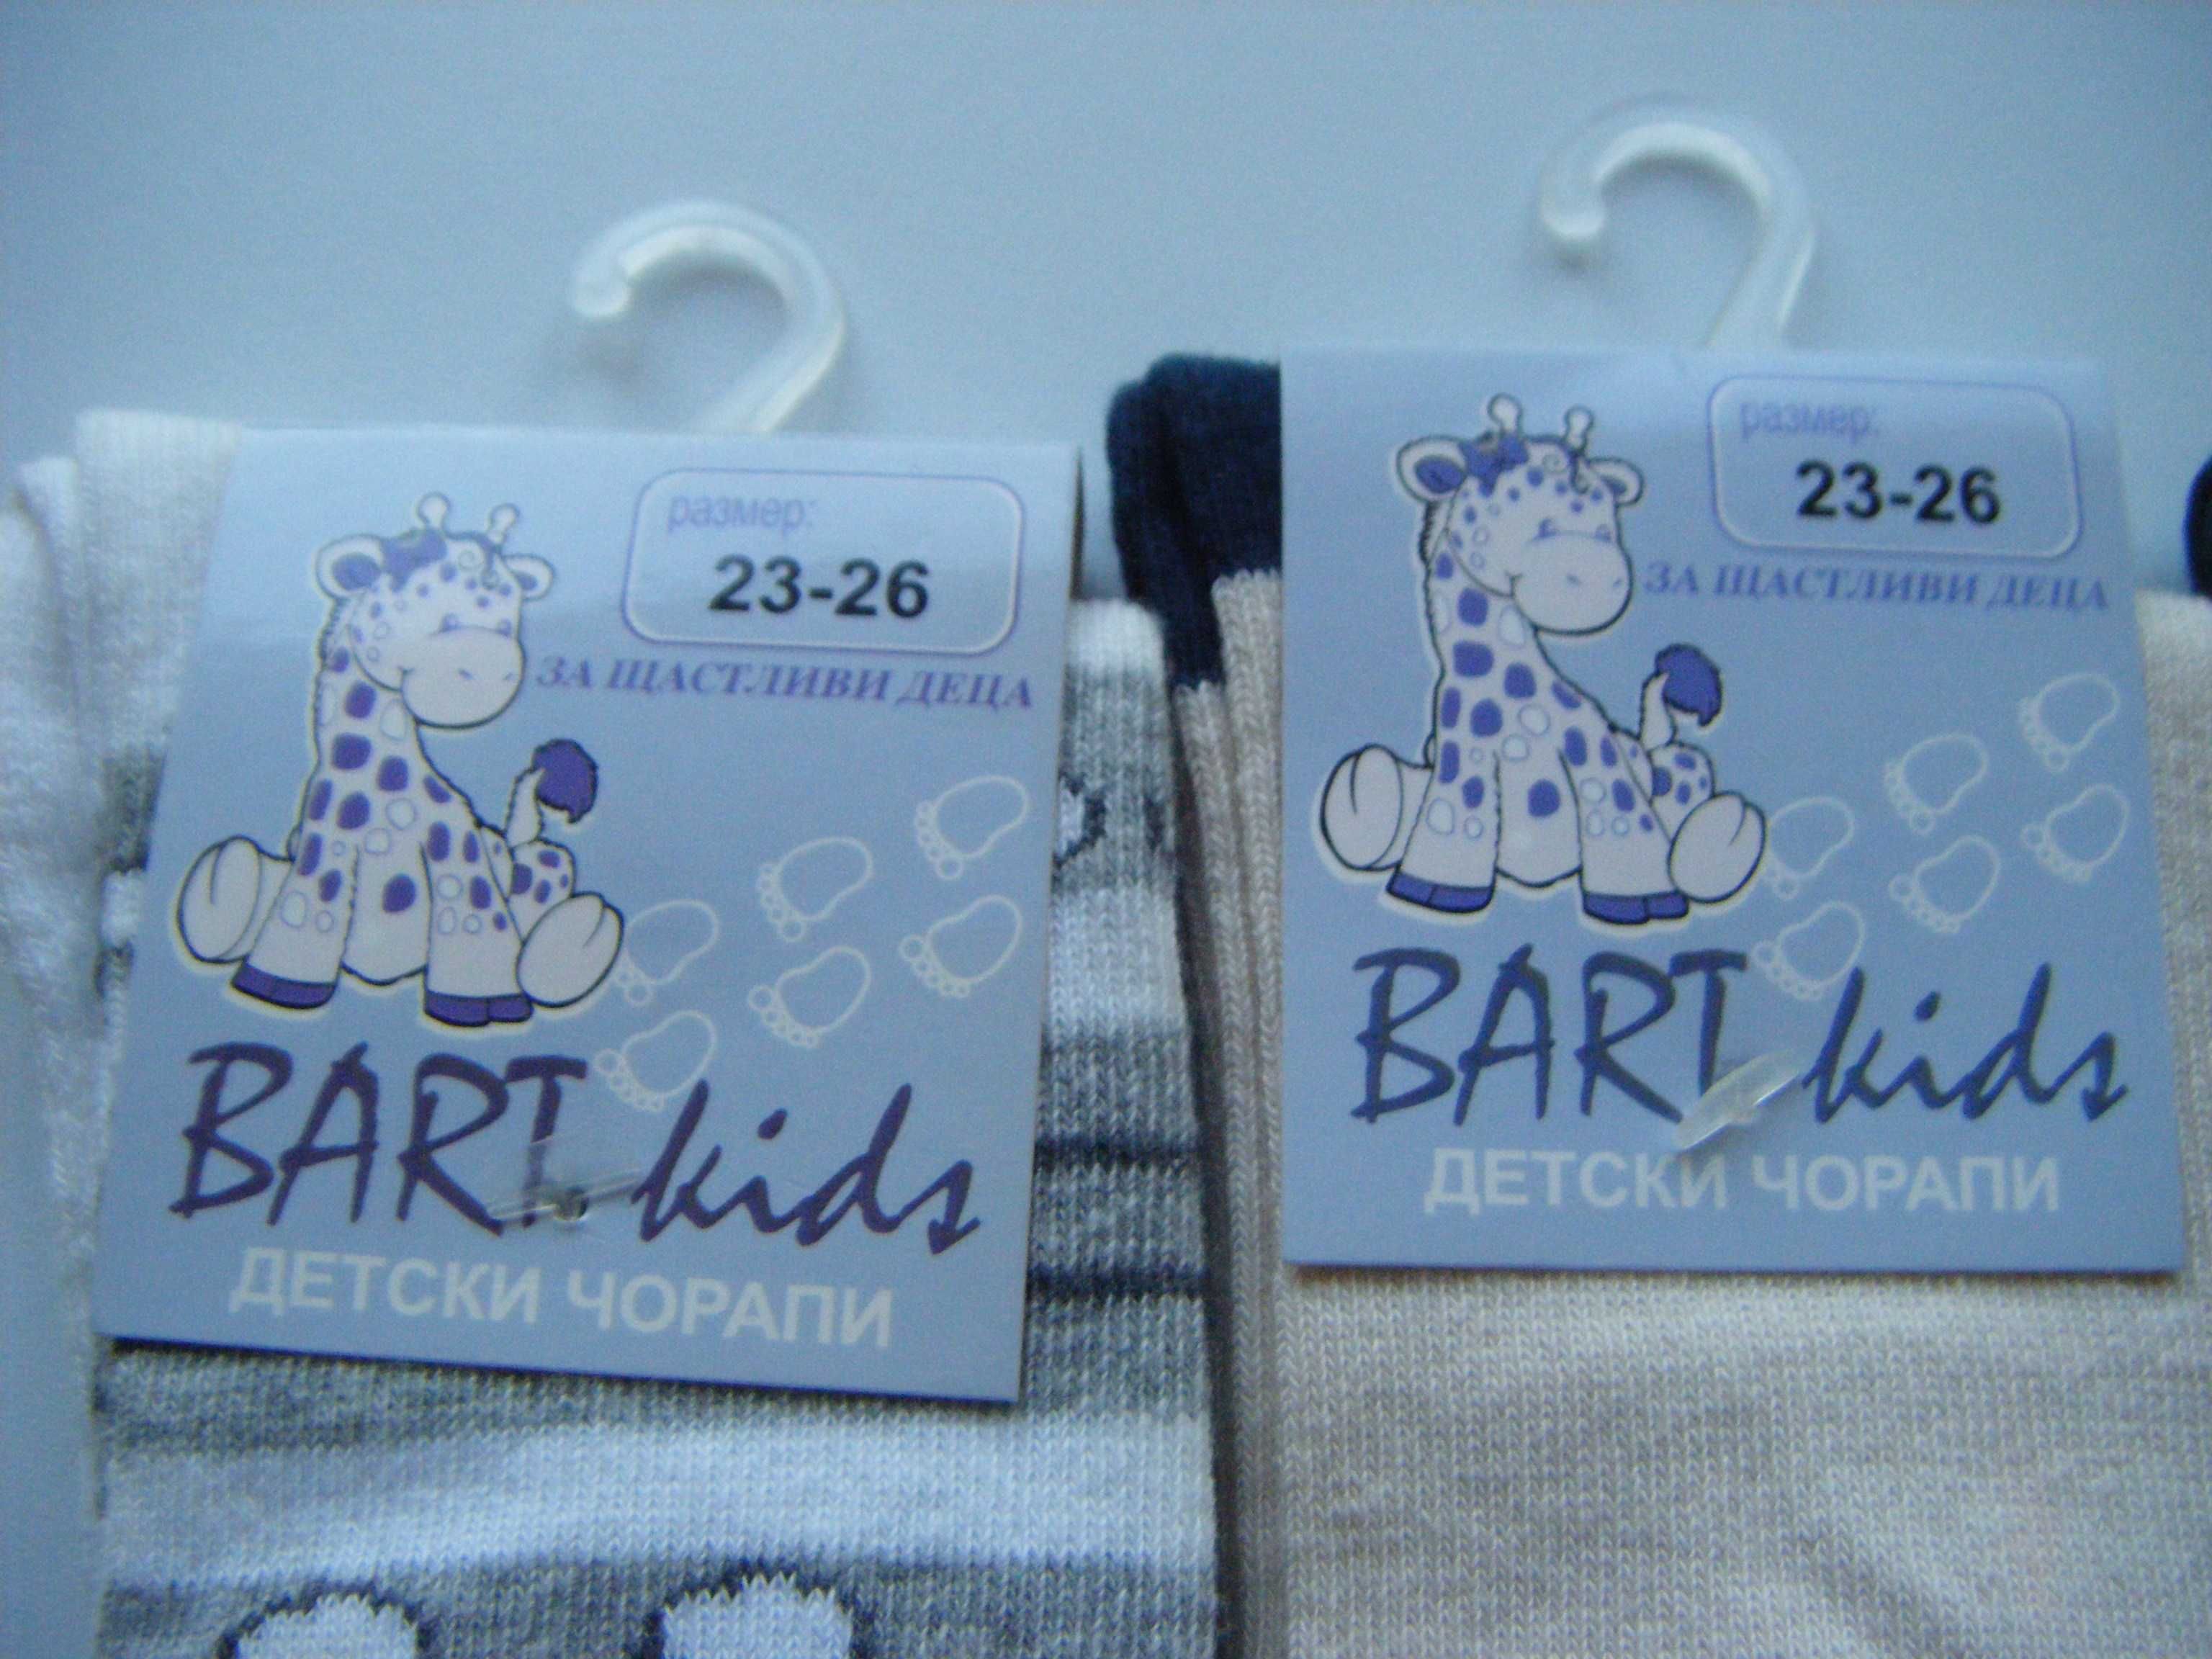 размер:
23-26
ЗА ЩАСТЛИВИ ДЕЦА
BART kids
ДЕТСКИ ЧОРАПИ
размер:
23-26
ЗА ЩАСТЛИВИ ДЕЦА
BART kids
ДЕТСКИ ЧОРАПИ